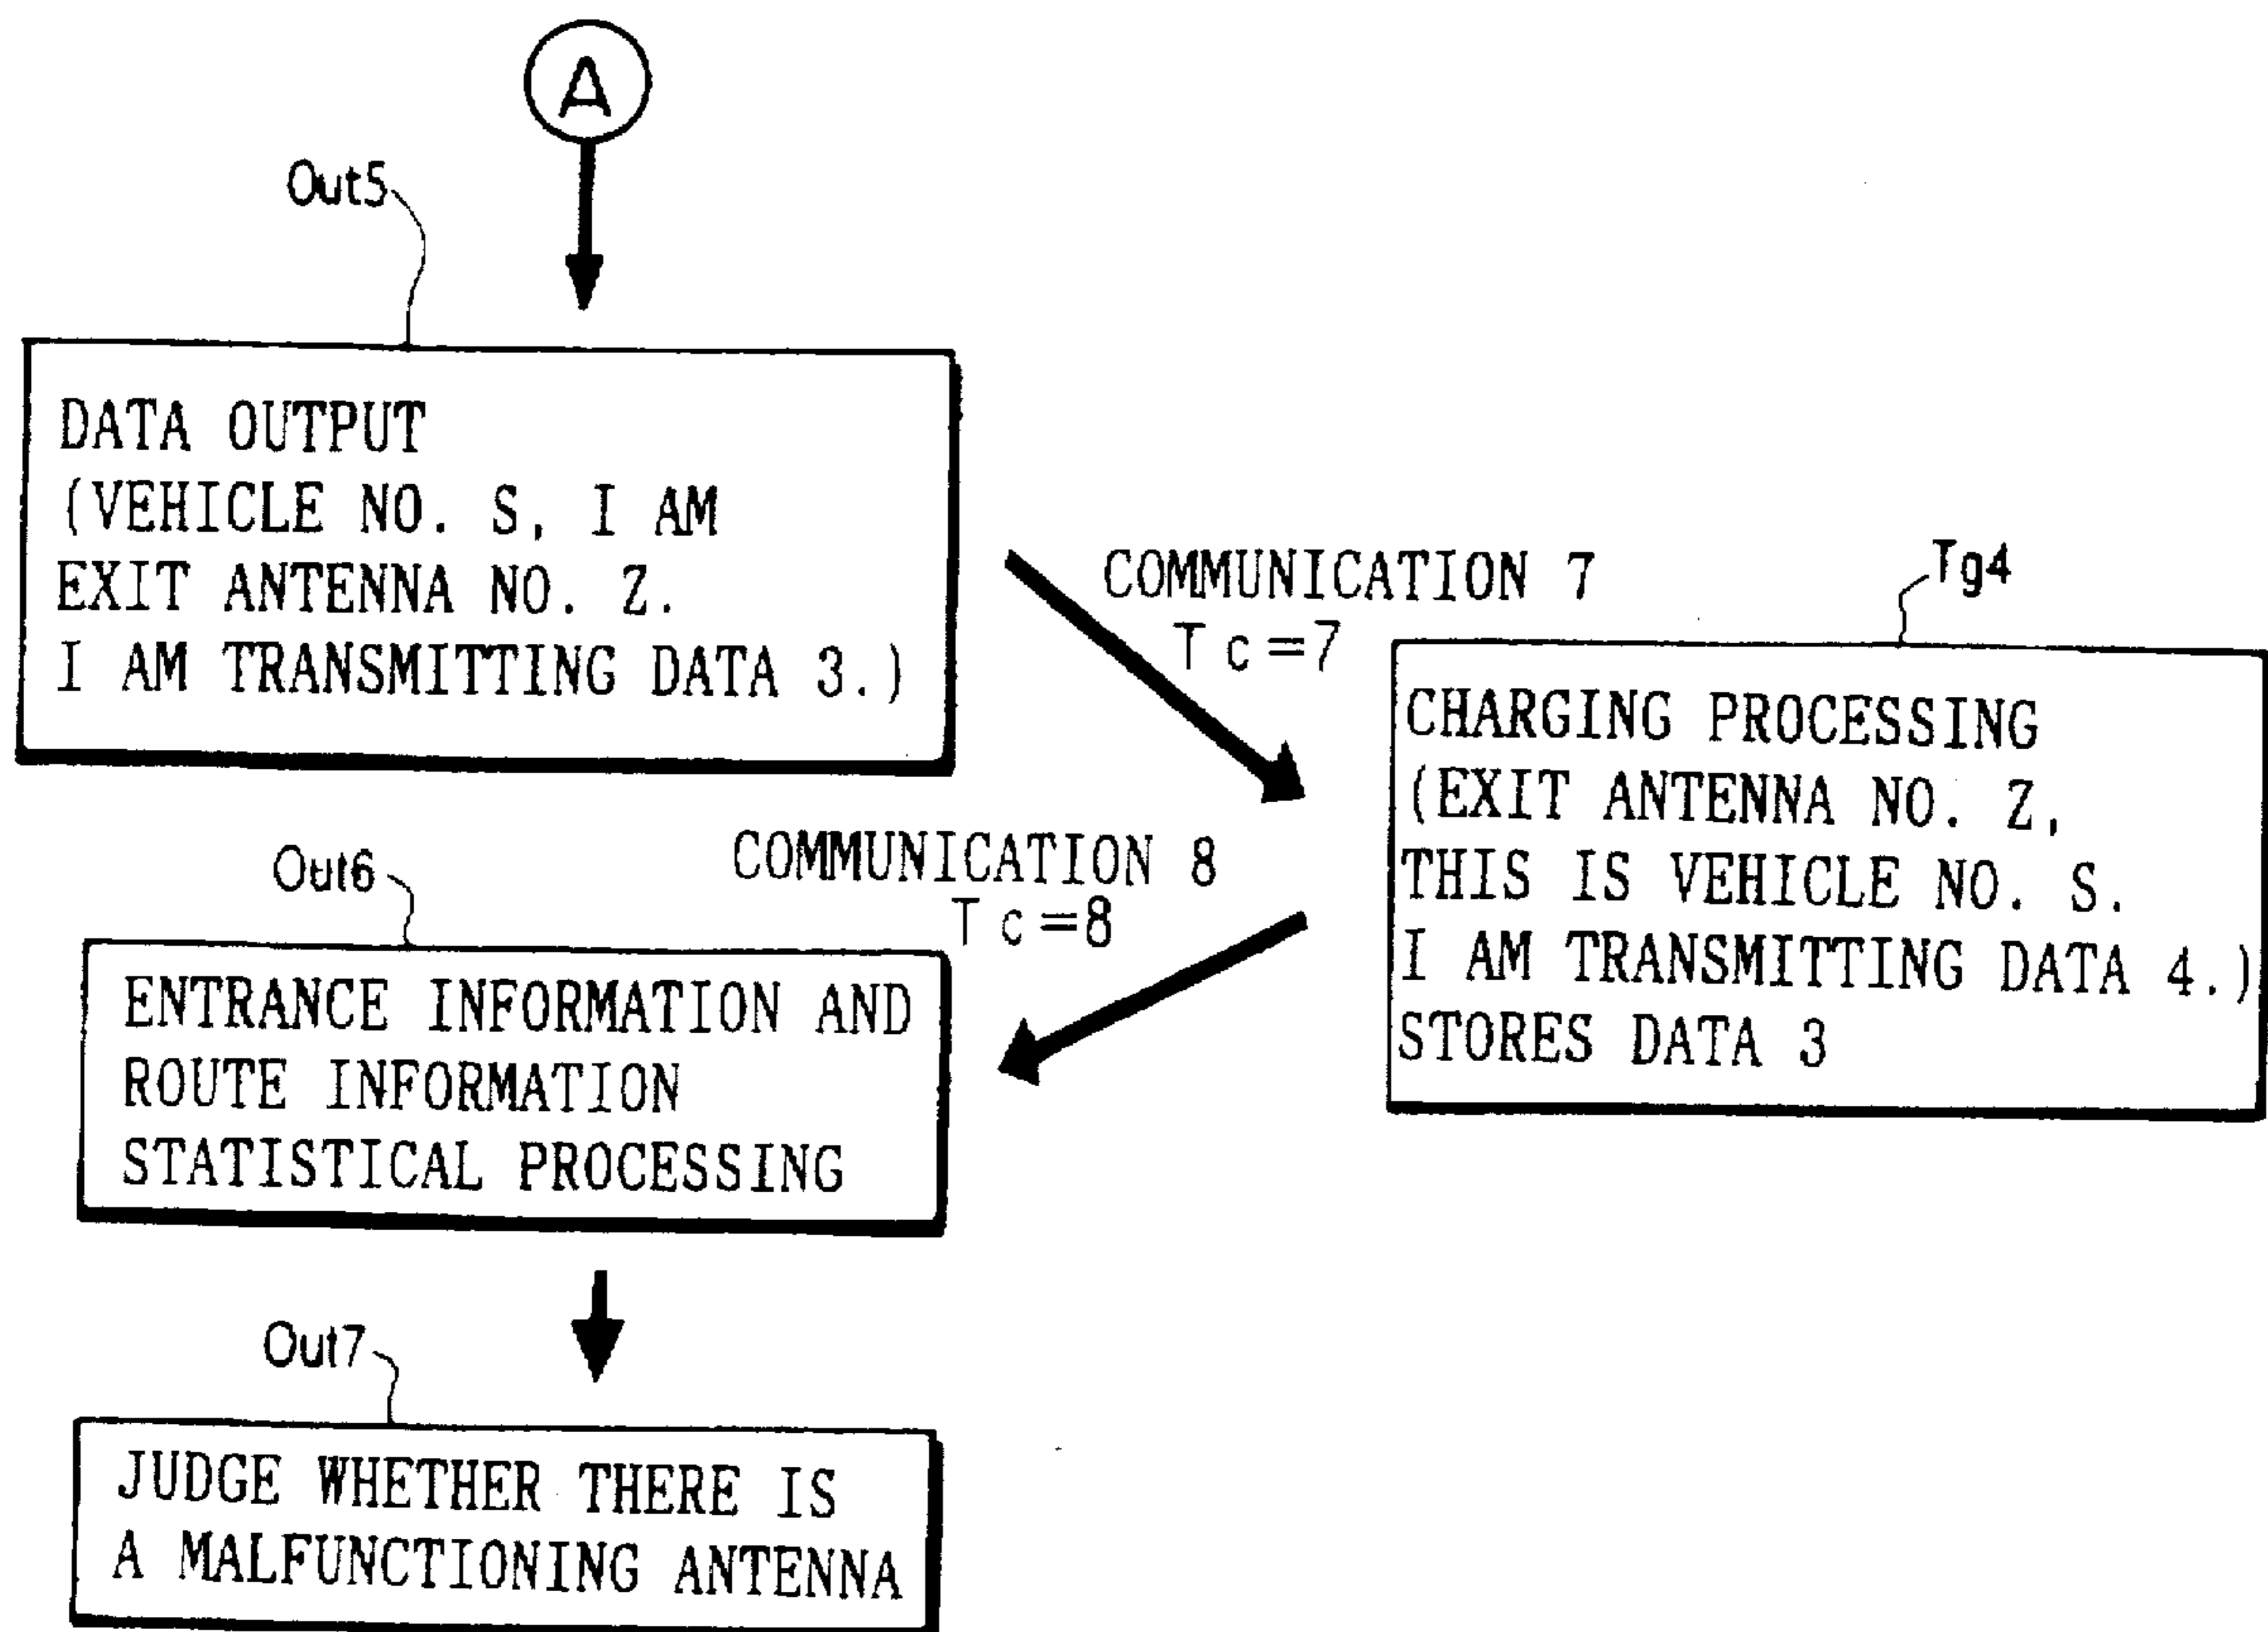 A
Out5
DATA OUTPUT
(VEHICLE NO. S, I AM
EXIT ANTENNA NO. Z.
I AM TRANSMITTING DATA 3.)
COMMUNICATION 7
Tc=7
Tg4
CHARGING PROCESSING
(EXIT ANTENNA NO. Z,
THIS IS VEHICLE NO. S.
I AM TRANSMITTING DATA 4.)
STORES DATA 3
COMMUNICATION 8
Tc=8
Out6
ENTRANCE INFORMATION AND
ROUTE INFORMATION
STATISTICAL PROCESSING
Out7
JUDGE WHETHER THERE IS
A MALFUNCTIONING ANTENNA